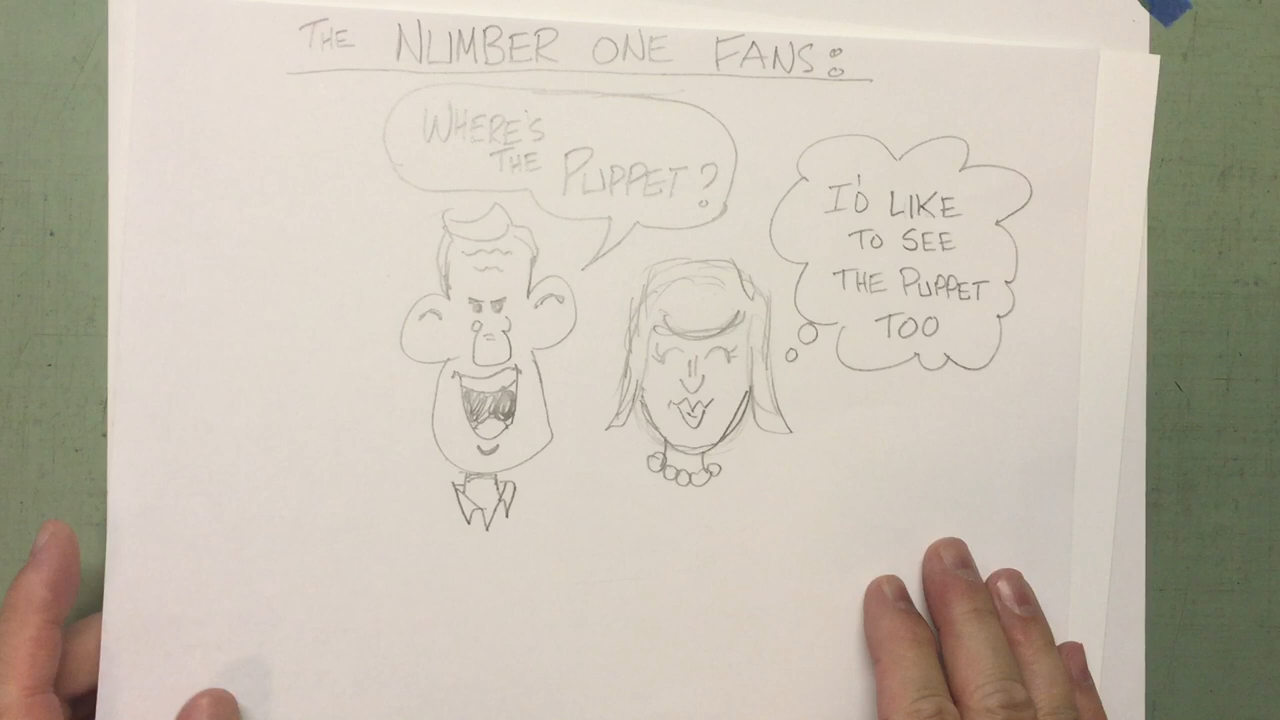 THE NUMBER ONE FANS:
WHERE'S
THE PUPPET?
I'D LIKE
TO SEE
THE PUPPET
TOO